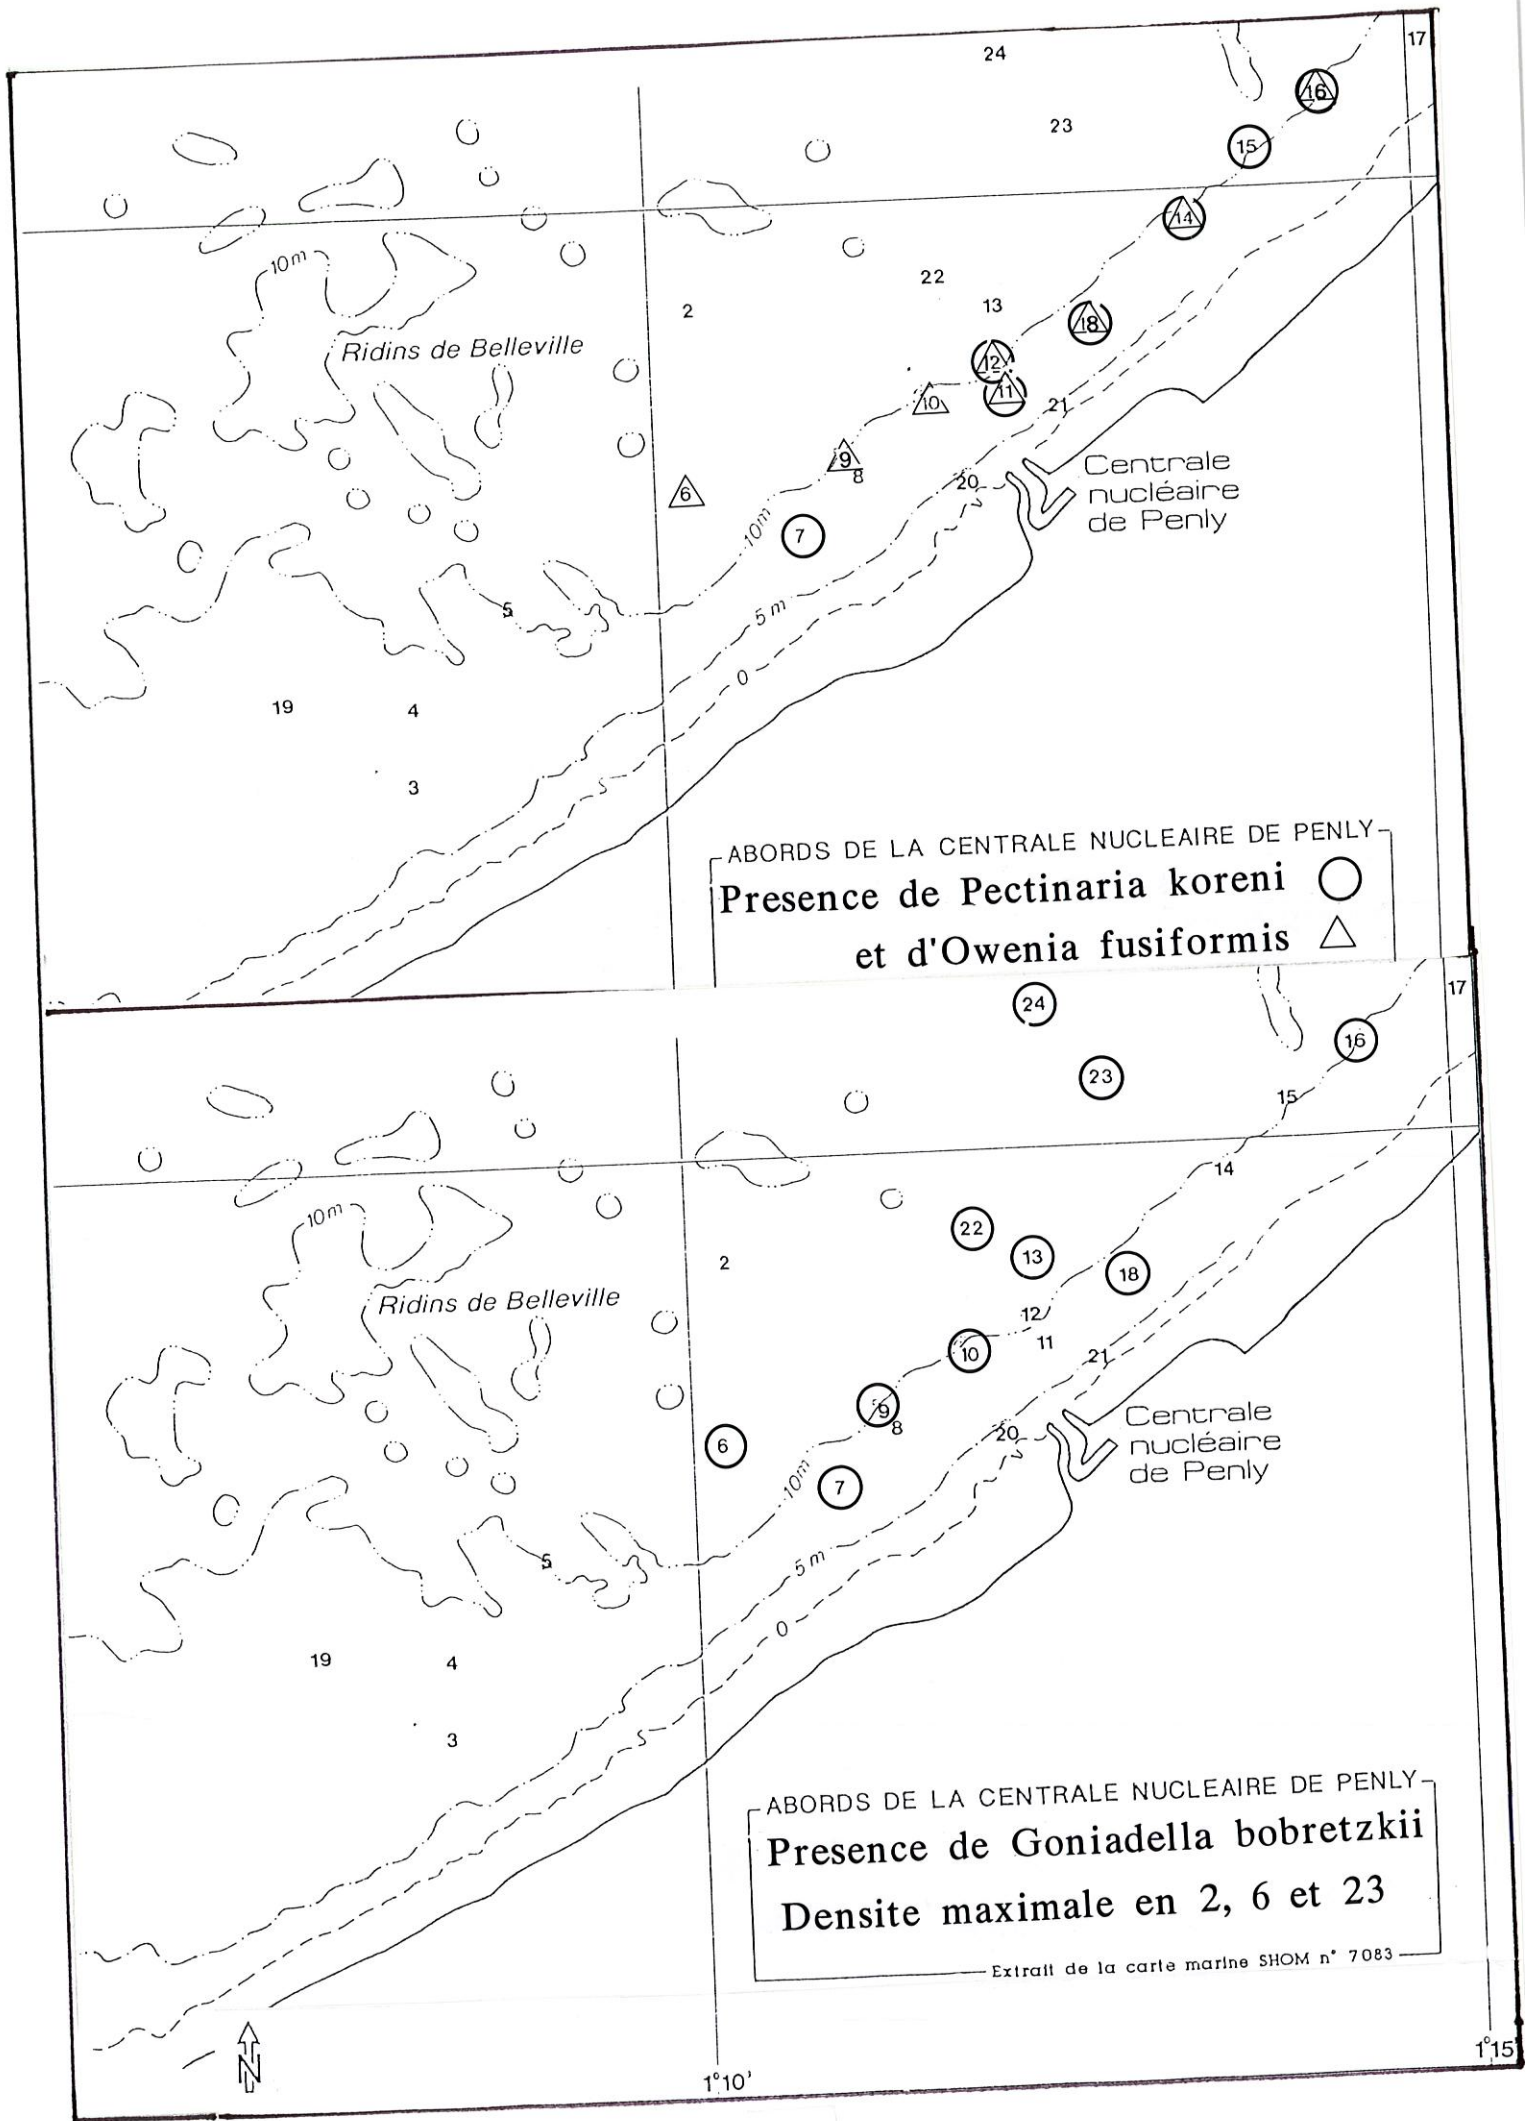 24
17
16
23
15
14
10m
22
2
13
18
Ridins de Belleville
12
11
10
21
9
8
Centrale
nucléaire
de Penly
20
6
7
10m
5
5m
0
19
4
3
ABORDS DE LA CENTRALE NUCLEAIRE DE PENLY
Presence de Pectinaria koreni
et d'Owenia fusiformis
24
17
16
23
15
14
10m
22
13
2
18
Ridins de Belleville
12
11
10
21
9
8
Centrale
nucléaire
de Penly
20
6
7
10m
5
5m
0
19
4
3
ABORDS DE LA CENTRALE NUCLEAIRE DE PENLY
Presence de Goniadella bobretzkii
Densite maximale en 2, 6 et 23
Extrait de la carte marine SHOM n° 7083
N
1°10'
1°15'